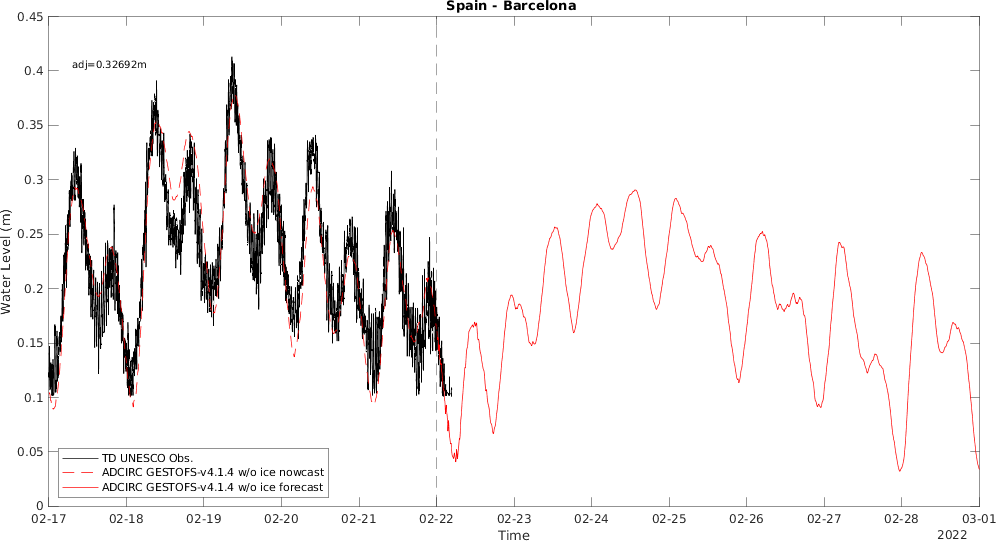 Spain - Barcelona
adj=0.32692m
Water Level (m)
0.45
0.4
0.35
0.3
0.25
0.2
0.15
0.1
0.05
0
TD UNESCO Obs.
ADCIRC GESTOFS-v4.1.4 w/o ice nowcast
ADCIRC GESTOFS-v4.1.4 w/o ice forecast
02-17 02-18 02-19 02-20 02-21 02-22 02-23 02-24 02-25 02-26 02-27 02-28 03-01
Time
2022